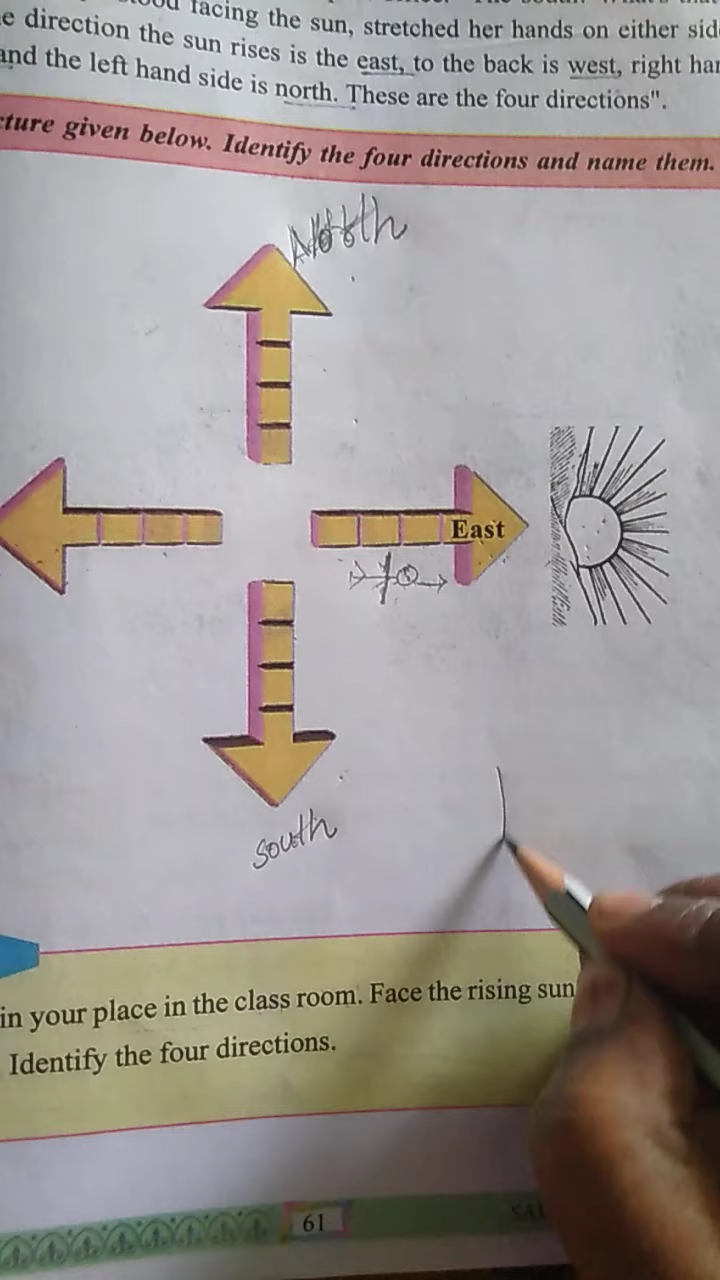 facing the sun, stretched her hands on either
direction the sun rises is the east, to the back is west, right
and the left hand side is north. These are the four directions".
given below. Identify the four directions and name them.
North
East
South
in your place in the class room. Face the rising sun
Identify the four directions.
61